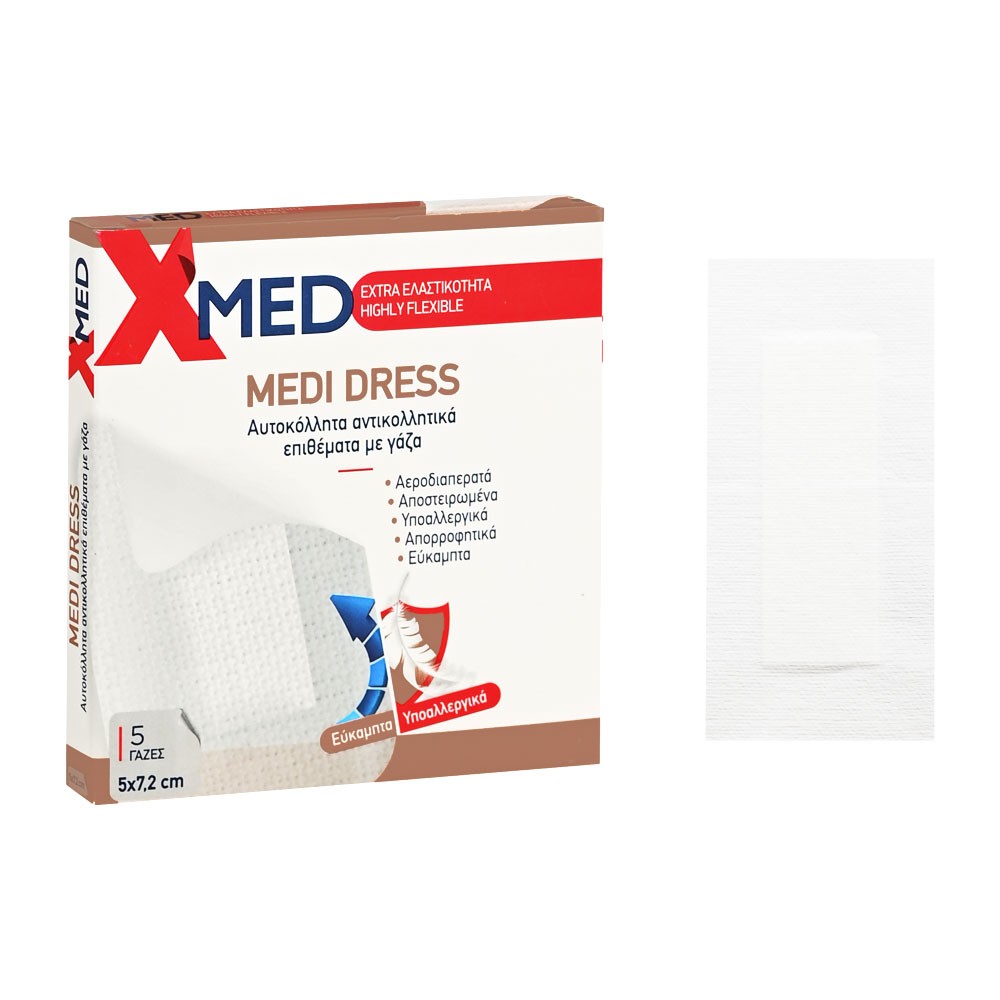 XMED
EXTRA ΕΛΑΣΤΙΚΟΤΗΤΑ
HIGHLY FLEXIBLE
MEDI DRESS
Αυτοκόλλητα αντικολλητικά
επιθέματα με γάζα
• Αεροδιαπερατά
• Αποστειρωμένα
• Υποαλλεργικά
• Απορροφητικά
• Εύκαμπτα
Εύκαμπτα
Υποαλλεργικά
5
ΓΑΖΕΣ
5x7,2 cm
XMED
MEDI DRESS
Αυτοκόλλητα αντικολλητικά επιθέματα με γάζα
MED